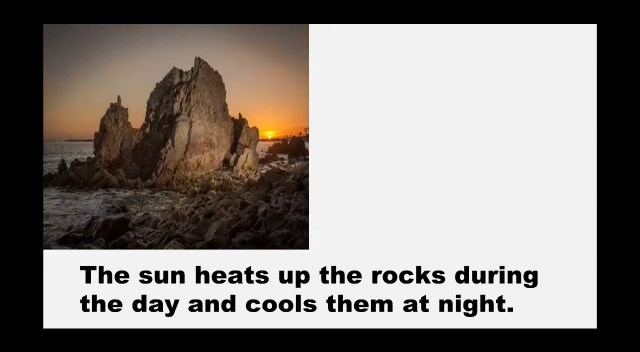 The sun heats up the rocks during
the day and cools them at night.